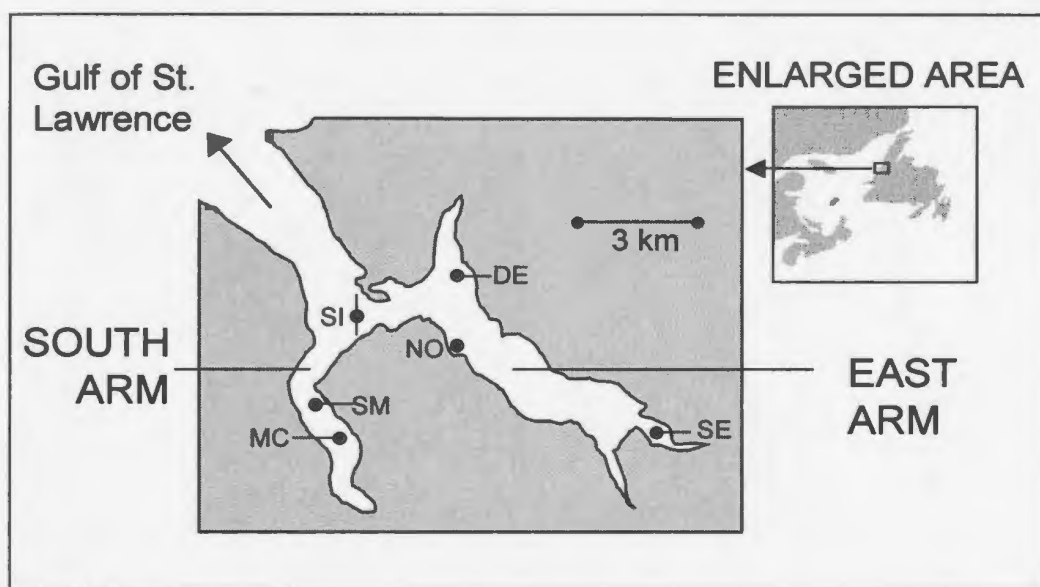 Gulf of St.
Lawrence
ENLARGED AREA
3 km
DE
SI
NO
SOUTH
ARM
EAST
ARM
SM
MC
SE